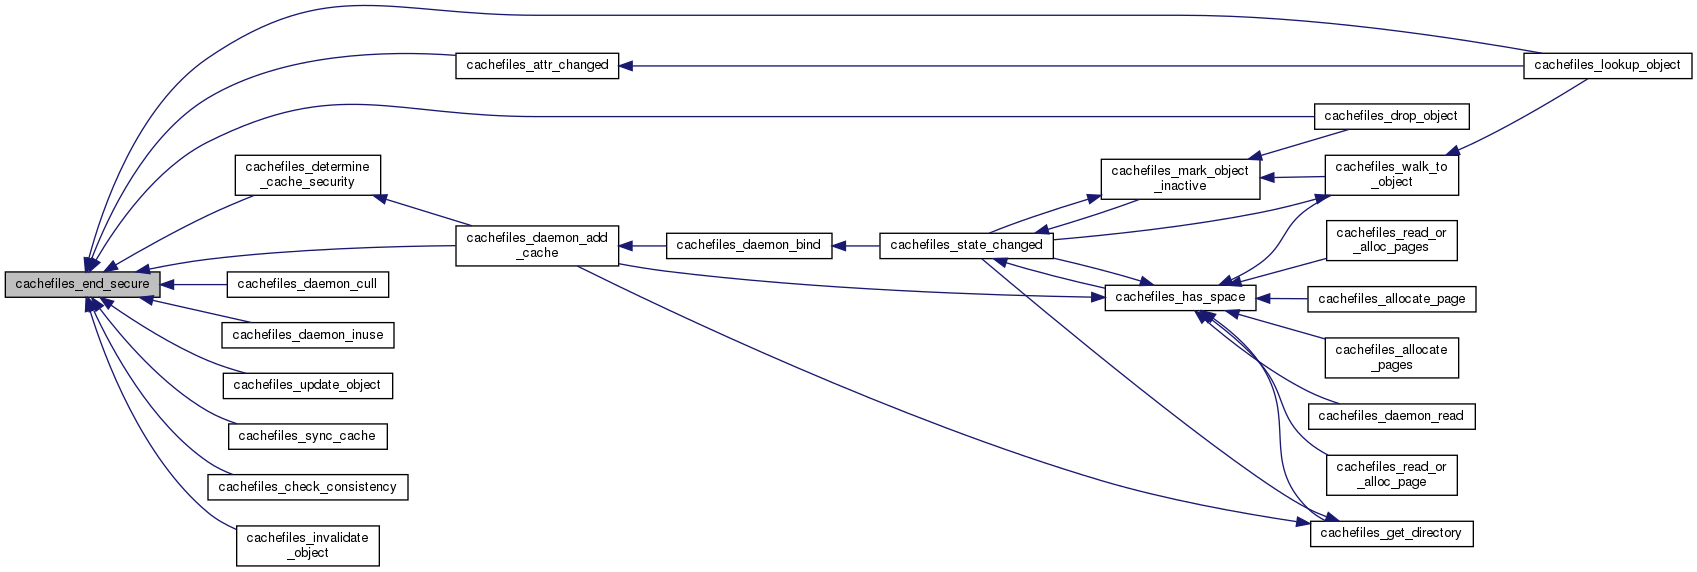 cachefiles_lookup_object
cachefiles_attr_changed
cachefiles_drop_object
cachefiles_determine
_cache_security
cachefiles_mark_object
_inactive
cachefiles_walk_to
_object
cachefiles_daemon_add
_cache
cachefiles_daemon_bind
cachefiles_state_changed
cachefiles_read_or
_alloc_pages
cachefiles_end_secure
cachefiles_daemon_cull
cachefiles_has_space
cachefiles_allocate_page
cachefiles_daemon_inuse
cachefiles_allocate
_pages
cachefiles_update_object
cachefiles_daemon_read
cachefiles_sync_cache
cachefiles_read_or
_alloc_page
cachefiles_check_consistency
cachefiles_get_directory
cachefiles_invalidate
_object